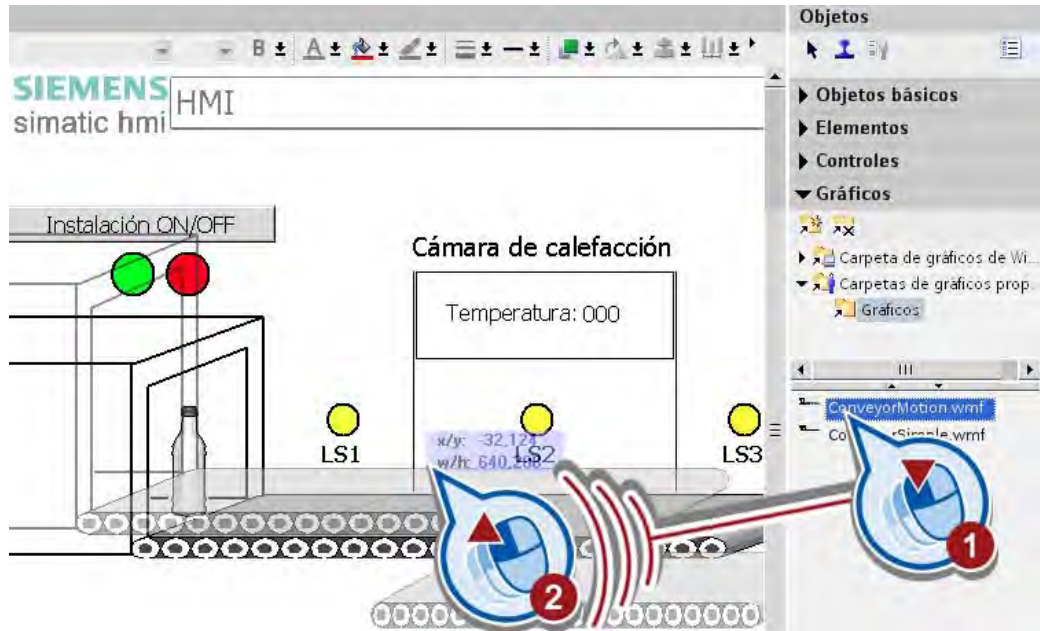 Objetos
B
A
SIEMENS
simatic hmi
HMI
Objetos básicos
Elementos
Controles
Gráficos
Carpeta de gráficos de Wi...
Carpetas de gráficos prop.
Gráficos
Instalación ON/OFF
Cámara de calefacción
Temperatura: 000
ConveyorMotion.wmf
LS1
x/y: -32,124
w/h: 640,
LS2
LS3
1
2